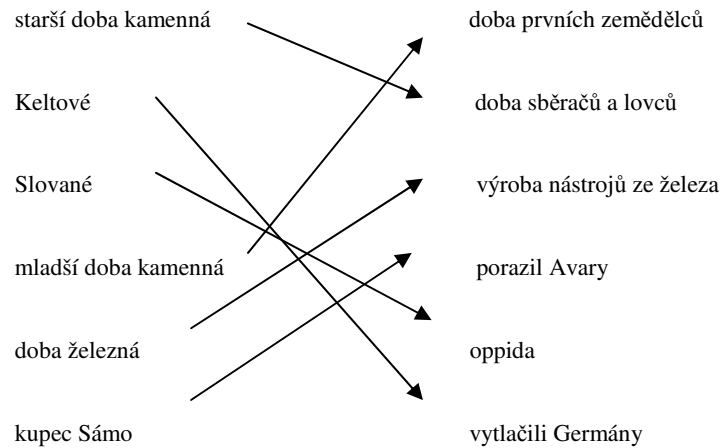 starší doba kamenná doba prvních zemědělců
Keltové doba sběračů a lovců
Slované výroba nástrojů ze železa
mladší doba kamenná porazil Avary
doba železná oppida
kupec Sámo vytlačili Germány